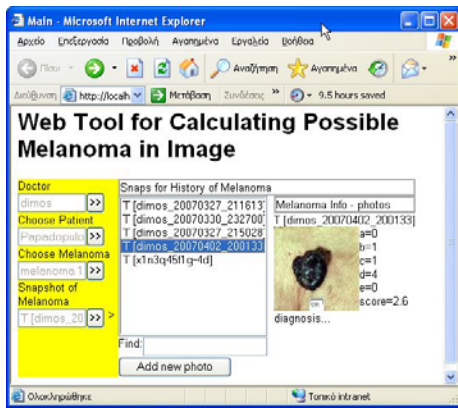 Main - Microsoft Internet Explorer
Αρχείο Επεξεργασία Προβολή Αγαπημένα Εργαλεία Βοήθεια
Πίσω Αναζήτηση Αγαπημένα
Διεύθυνση http://localh Μετάβαση Συνδέσεις 9.5 hours saved
Web Tool for Calculating Possible
Melanoma in Image
Doctor
dimos >>
Choose Patient
Papadopulo >>
Choose Melanoma
melanoma.1 >>
Snapshot of
Melanoma
T [dimos_20 >> >
Snaps for History of Melanoma
T [dimos_20070327_211613]
T [dimos_20070330_232700]
T [dimos_20070327_215028]
T [dimos_20070402_200133]
T [x1n3q45l1g-4d]
Find:
Add new photo
Melanoma Info - photos
T [dimos_20070402_200133]
a=0
b=1
c=1
d=4
e=0
score=2.6
diagnosis...
Ολοκληρώθηκε Τοπικό intranet